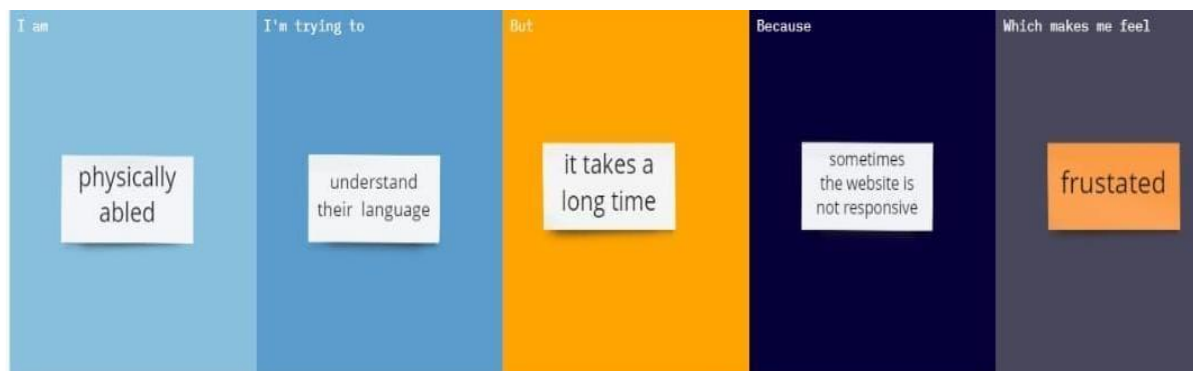 I am
physically
abled
I'm trying to
understand
their language
But
it takes a
long time
Because
sometimes
the website is
not responsive
Which makes me feel
frustated